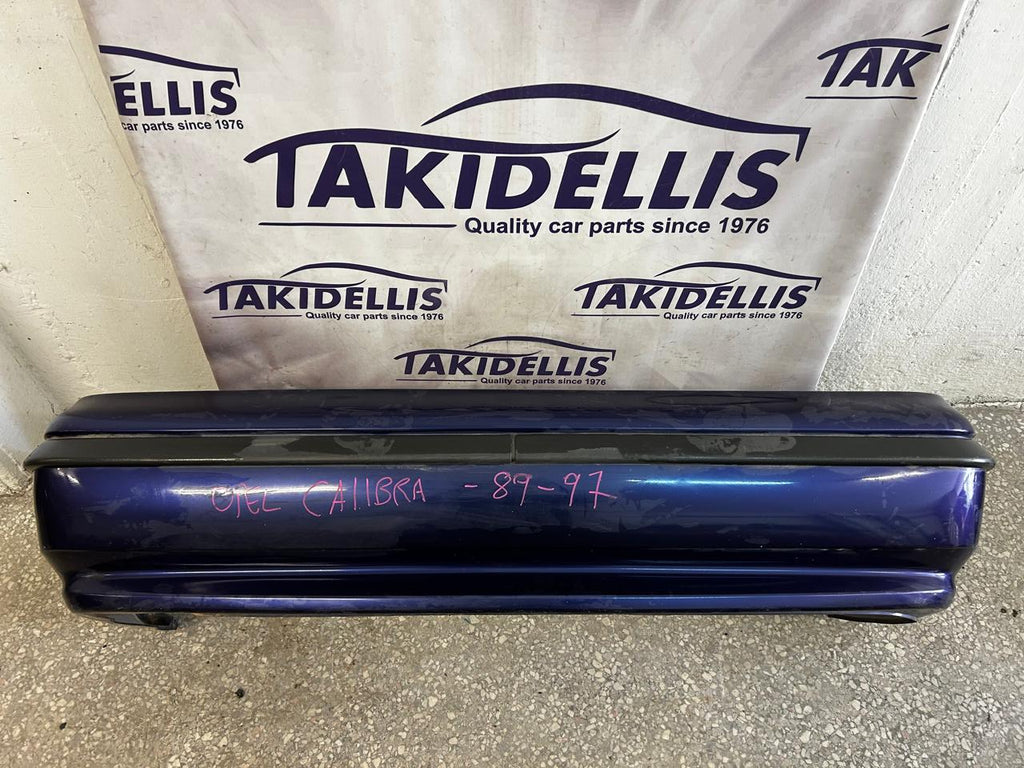 ELLIS
car parts since 1976
TAK
TAKIDELLIS
Quality car parts since 1976
TAKIDELLIS
Quality car parts since 1976
TAKIDELLIS
Quality car parts since 1976
TAKIDELLIS
Quality car parts since 1976
OPEL CALIBRA - 89-97